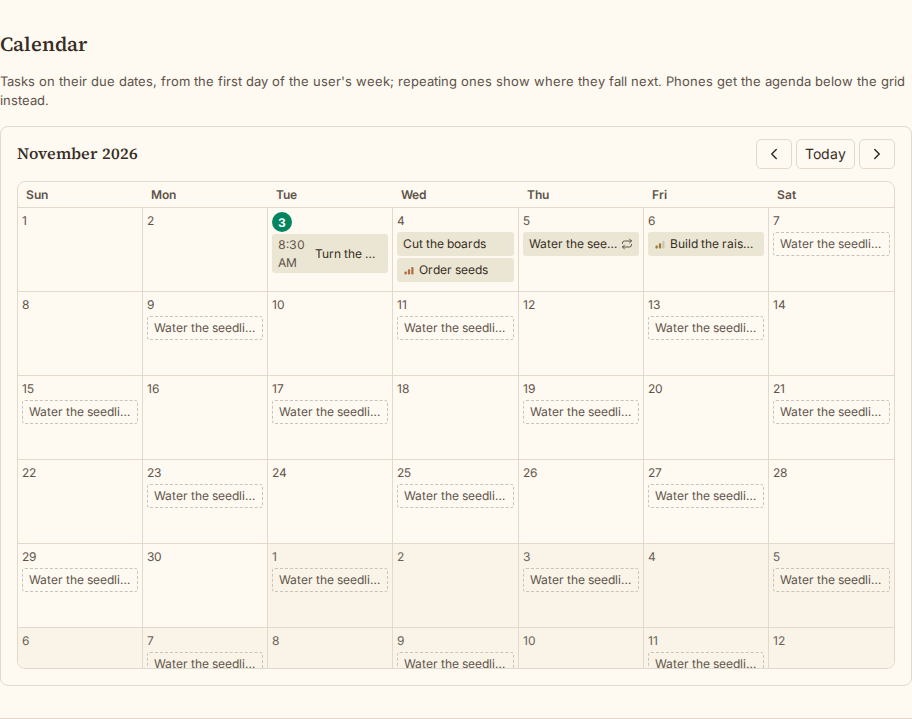 Calendar
Tasks on their due dates, from the first day of the user's week; repeating ones show where they fall next. Phones get the agenda below the grid
instead.
November 2026
Today
Sun Mon Tue Wed Thu Fri Sat
1 2 3 4 5 6 7
8:30 AM Turn the ...
Cut the boards
Order seeds
Water the see...
Build the rais...
Water the seedli...
8 9 10 11 12 13 14
Water the seedli... Water the seedli... Water the seedli...
15 16 17 18 19 20 21
Water the seedli... Water the seedli... Water the seedli... Water the seedli...
22 23 24 25 26 27 28
Water the seedli... Water the seedli... Water the seedli...
29 30 1 2 3 4 5
Water the seedli... Water the seedli... Water the seedli... Water the seedli...
6 7 8 9 10 11 12
Water the seedli... Water the seedli... Water the seedli...